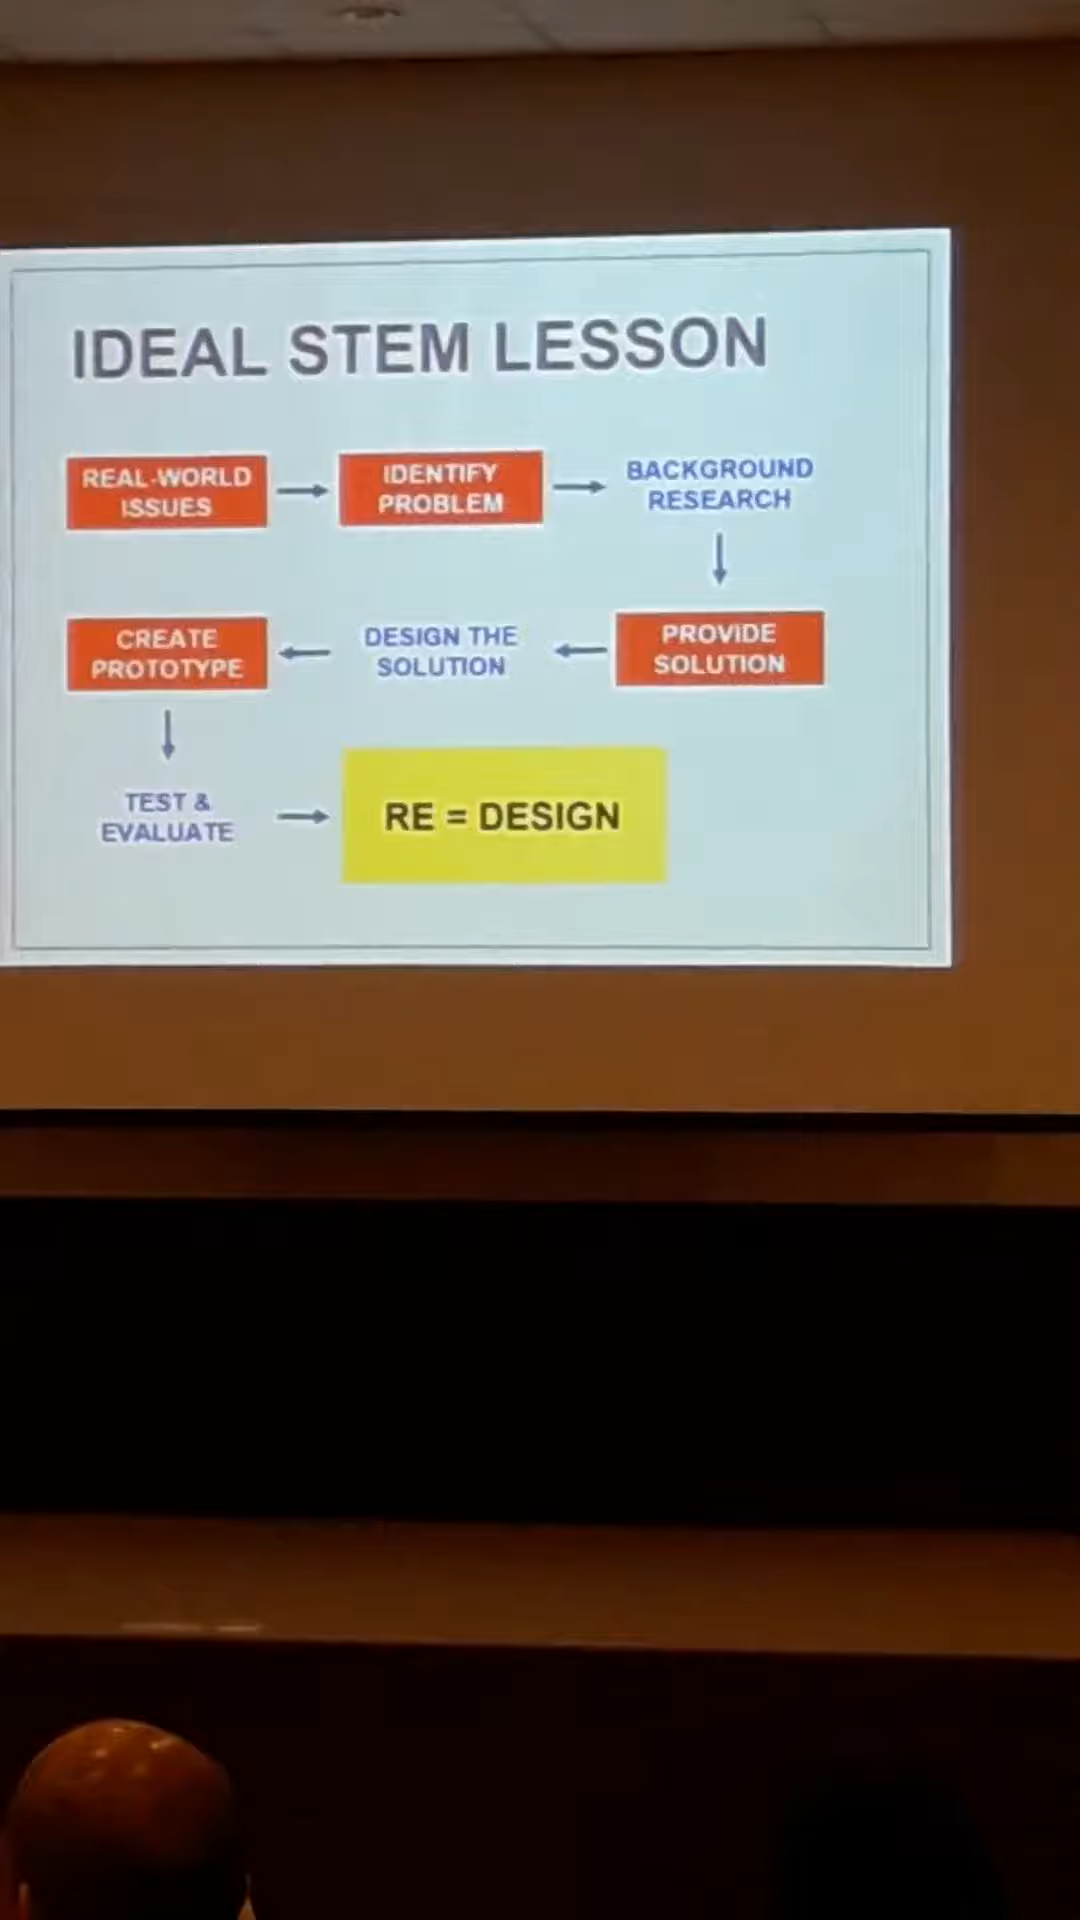 IDEAL STEM LESSON
REAL-WORLD
ISSUES
IDENTIFY
PROBLEM
BACKGROUND
RESEARCH
PROVIDE
SOLUTION
DESIGN THE
SOLUTION
CREATE
PROTOTYPE
TEST &
EVALUATE
RE = DESIGN